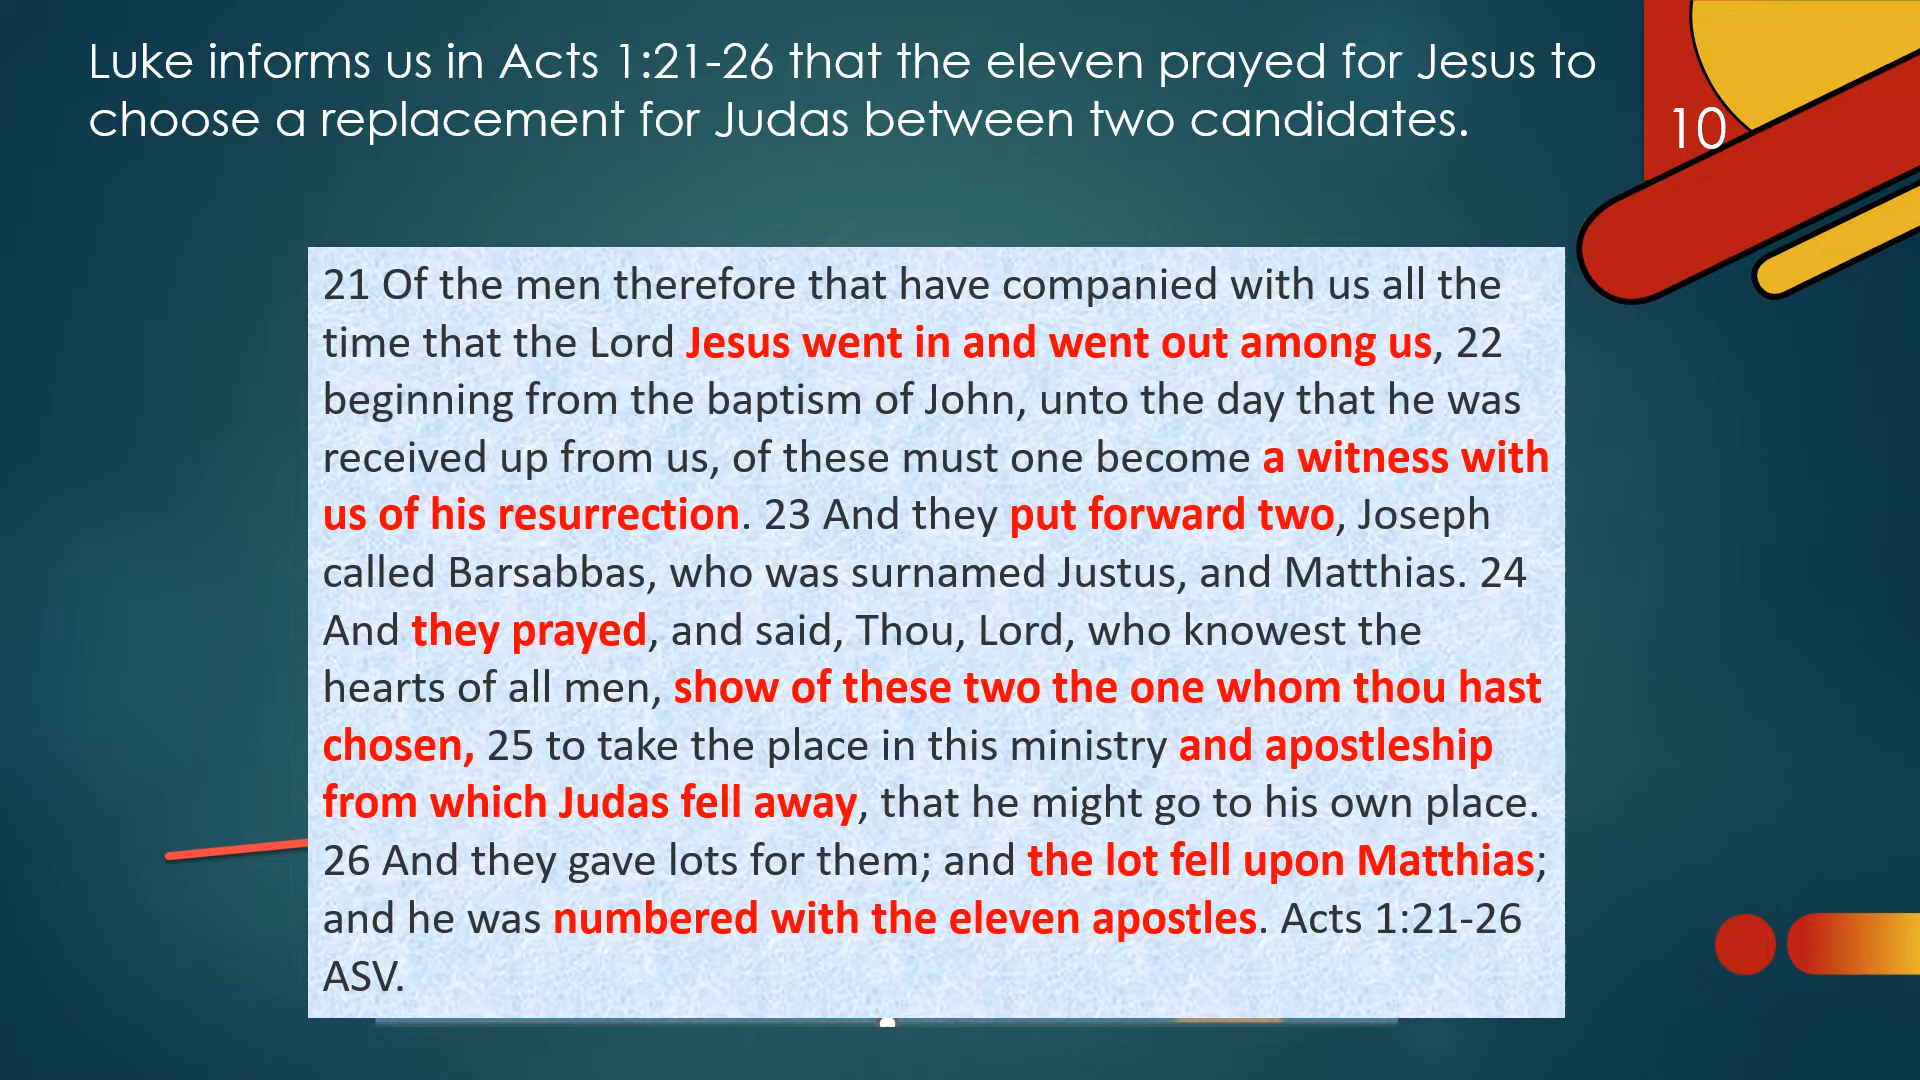 Luke informs us in Acts 1:21-26 that the eleven prayed for Jesus to
choose a replacement for Judas between two candidates.
10
21 Of the men therefore that have companied with us all the
time that the Lord Jesus went in and went out among us, 22
beginning from the baptism of John, unto the day that he was
received up from us, of these must one become a witness with
us of his resurrection. 23 And they put forward two, Joseph
called Barsabbas, who was surnamed Justus, and Matthias. 24
And they prayed, and said, Thou, Lord, who knowest the
hearts of all men, show of these two the one whom thou hast
chosen, 25 to take the place in this ministry and apostleship
from which Judas fell away, that he might go to his own place.
26 And they gave lots for them; and the lot fell upon Matthias;
and he was numbered with the eleven apostles. Acts 1:21-26
ASV.